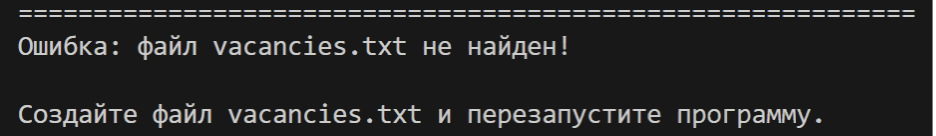 ============================================================
Ошибка: файл vacancies.txt не найден!
Создайте файл vacancies.txt и перезапустите программу.